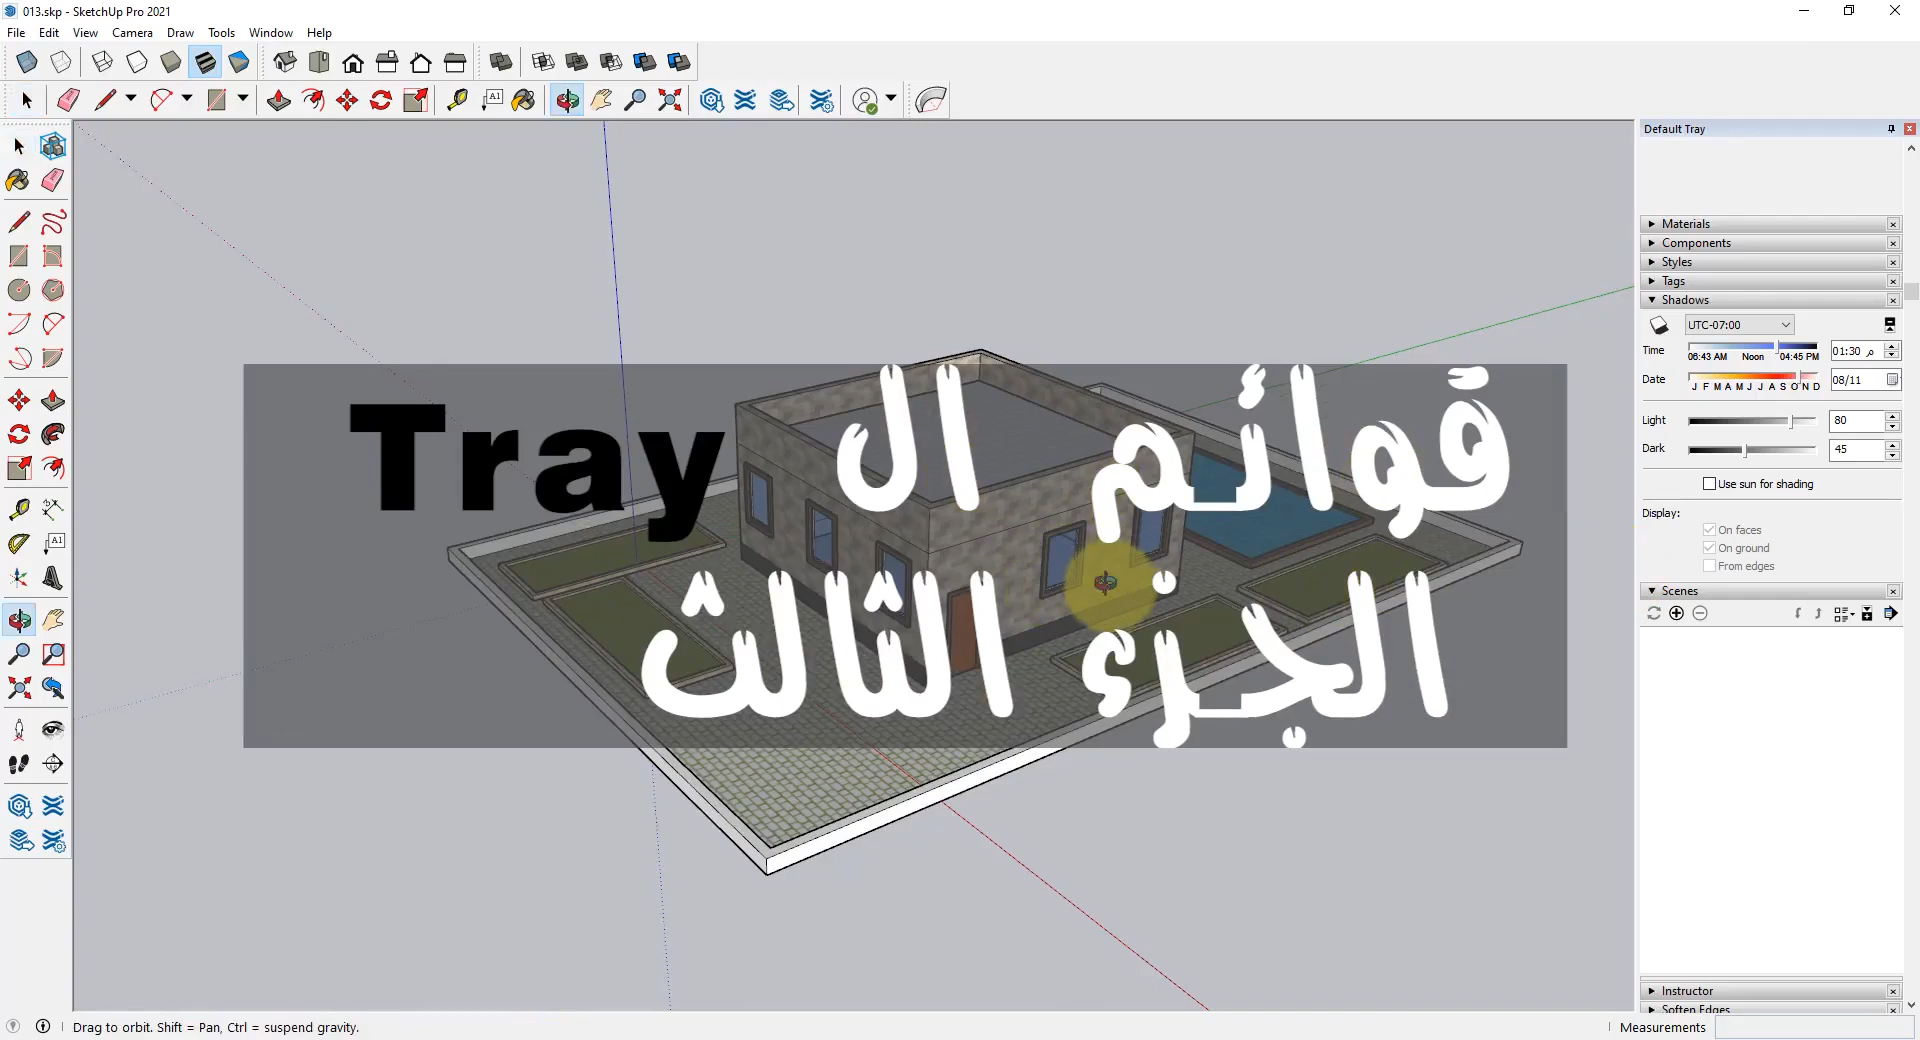 013.skp - SketchUp Pro 2021
File Edit View Camera Draw Tools Window Help
A1
Default Tray
Materials
Components
Styles
Tags
Shadows
UTC-07:00
Time 06:43 AM Noon 04:45 PM 01:30 م
Date J F M A M J J A S O N D 08/11
Light 80
Dark 45
Use sun for shading
Display:
On faces
On ground
From edges
Scenes
قوائم ال Tray
الجزء الثالث
A1
Instructor
Soften Edges
Drag to orbit. Shift = Pan, Ctrl = suspend gravity.
Measurements